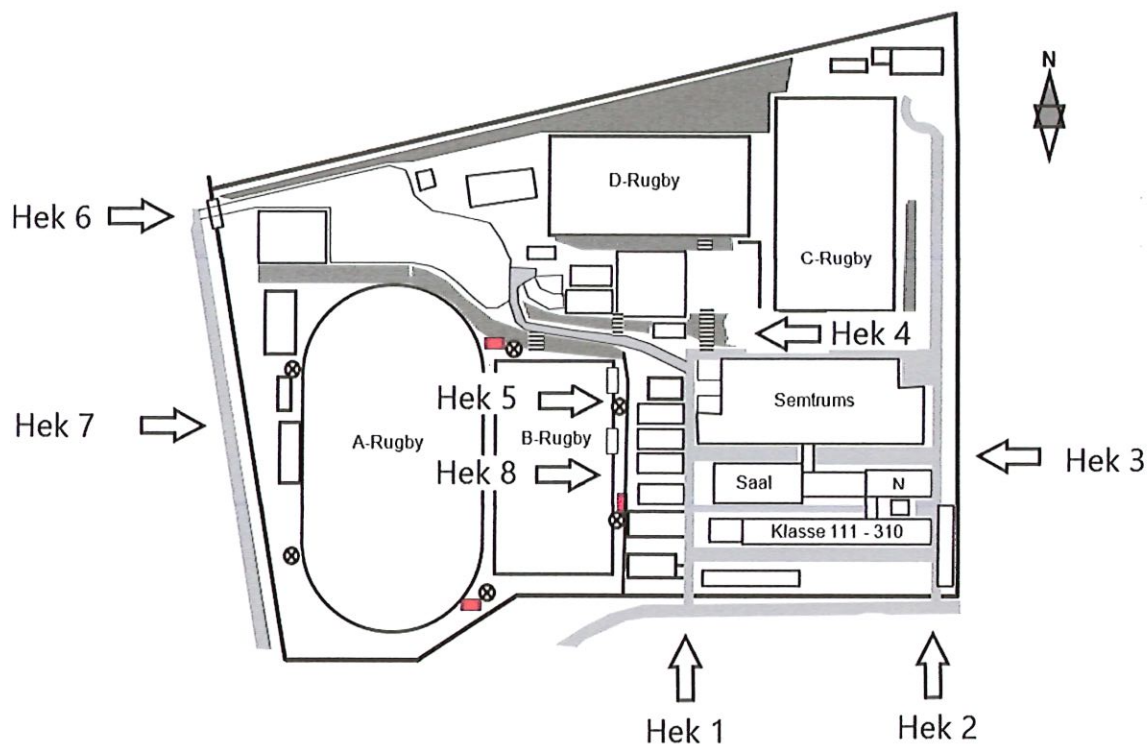 N
D-Rugby
Hek 6
C-Rugby
Hek 4
Hek 5
Semtrums
Hek 7
A-Rugby
B-Rugby
Hek 8
Hek 3
Saal
N
Klasse 111 - 310
Hek 1
Hek 2